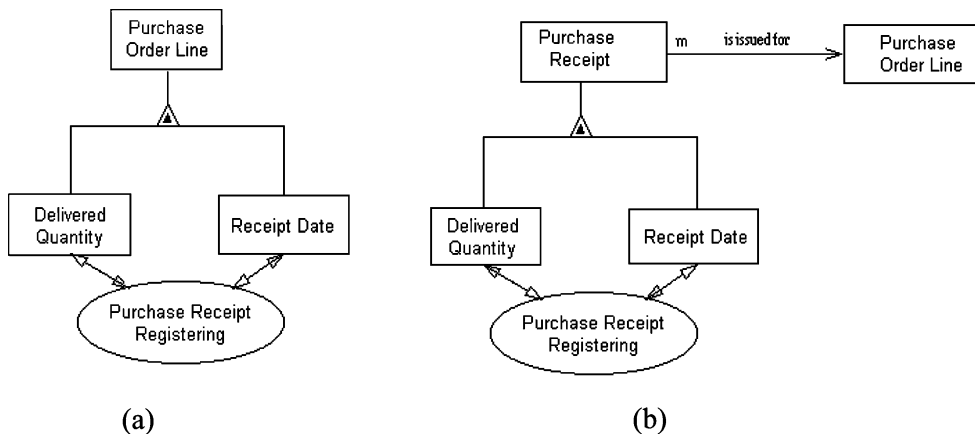 Purchase
Order Line
Delivered
Quantity
Receipt Date
Purchase Receipt
Registering
(a)
Purchase
Receipt
m
is issued for
Purchase
Order Line
Delivered
Quantity
Receipt Date
Purchase Receipt
Registering
(b)